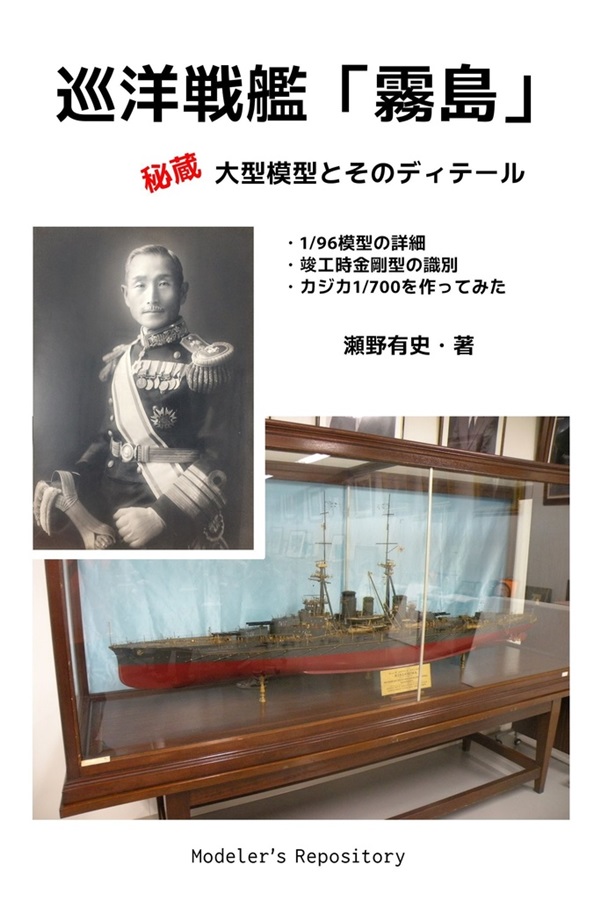 巡洋戦艦「霧島」
秘蔵 大型模型とそのディテール
・1/96模型の詳細
・竣工時金剛型の識別
・カジカ1/700を作ってみた
瀬野有史・著
Modeler's Repository